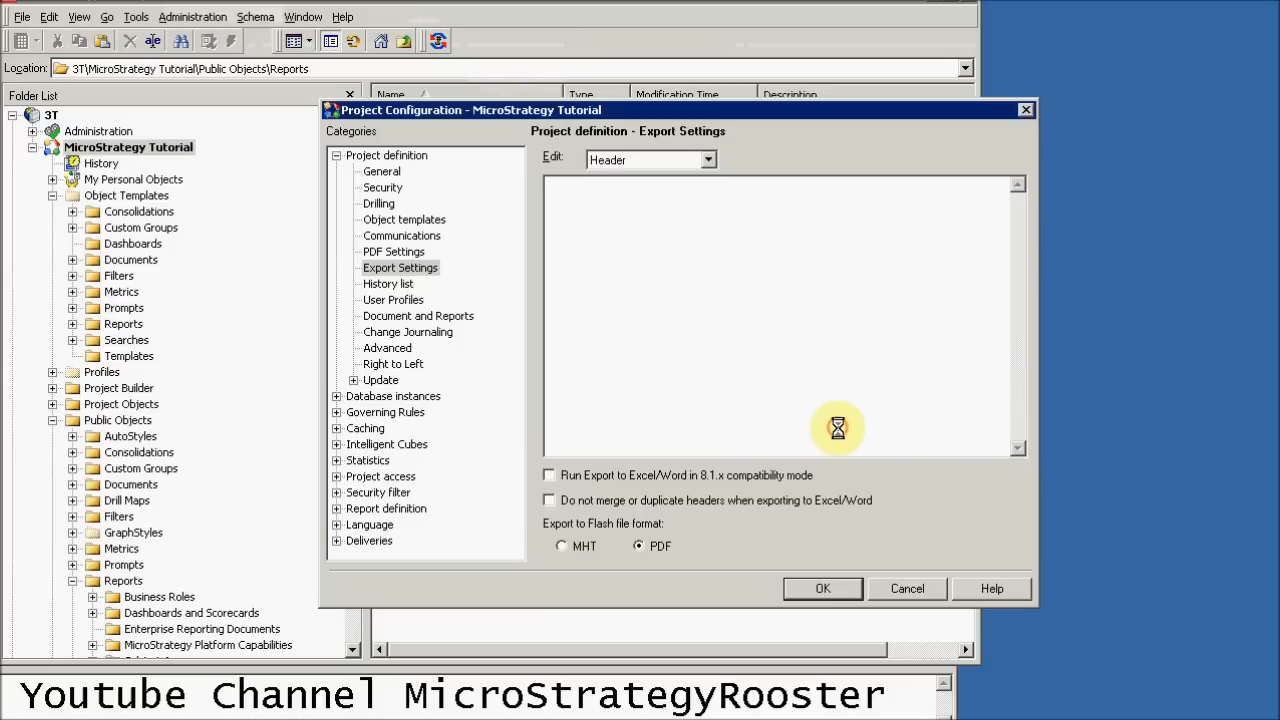 File Edit View Go Tools Administration Schema Window Help
Location: 3T\MicroStrategy Tutorial\Public Objects\Reports
Folder List
Name Type Modification Time Description
3T
Administration
MicroStrategy Tutorial
History
My Personal Objects
Object Templates
Consolidations
Custom Groups
Dashboards
Documents
Filters
Metrics
Prompts
Reports
Searches
Templates
Profiles
Project Builder
Project Objects
Public Objects
AutoStyles
Consolidations
Custom Groups
Documents
Drill Maps
Filters
GraphStyles
Metrics
Prompts
Reports
Business Roles
Dashboards and Scorecards
Enterprise Reporting Documents
MicroStrategy Platform Capabilities
Project Configuration - MicroStrategy Tutorial
Categories
Project definition
General
Security
Drilling
Object templates
Communications
PDF Settings
Export Settings
History list
User Profiles
Document and Reports
Change Journaling
Advanced
Right to Left
Update
Database instances
Governing Rules
Caching
Intelligent Cubes
Statistics
Project access
Security filter
Report definition
Language
Deliveries
Project definition - Export Settings
Edit: Header
Run Export to Excel/Word in 8.1.x compatibility mode
Do not merge or duplicate headers when exporting to Excel/Word
Export to Flash file format:
MHT PDF
OK Cancel Help
Youtube Channel MicroStrategyRooster